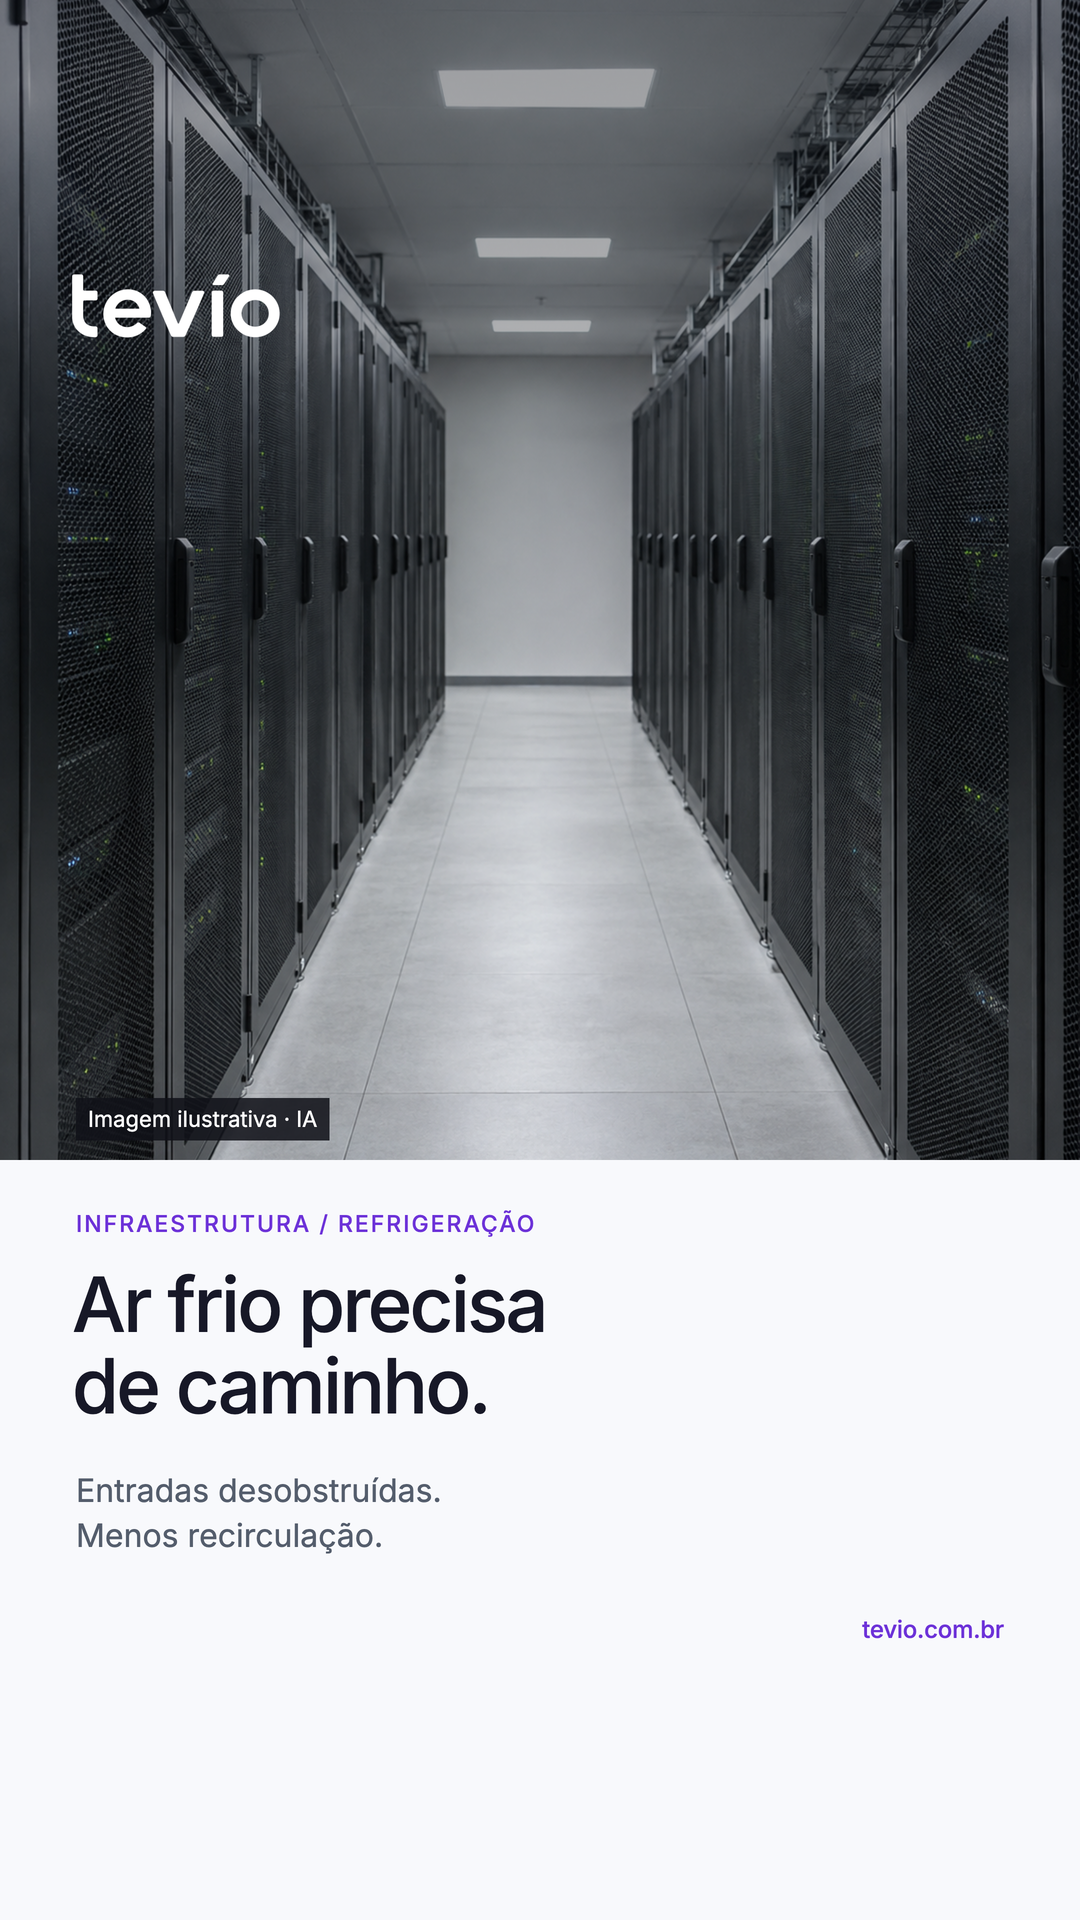 tevío
Imagem ilustrativa · IA
INFRAESTRUTURA / REFRIGERAÇÃO
Ar frio precisa
de caminho.
Entradas desobstruídas.
Menos recirculação.
tevio.com.br